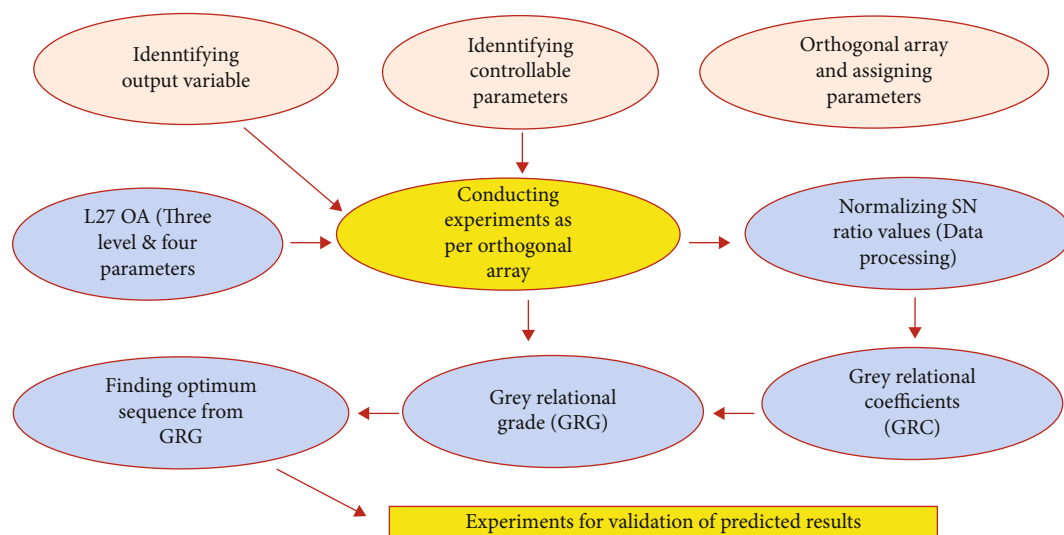 Idenntifying
output variable
Idenntifying
controllable
parameters
Orthogonal array
and assigning
parameters
L27 OA (Three
level & four
parameters
Conducting
experiments as
per orthogonal
array
Normalizing SN
ratio values (Data
processing)
Finding optimum
sequence from
GRG
Grey relational
grade (GRG)
Grey relational
coefficients
(GRC)
Experiments for validation of predicted results